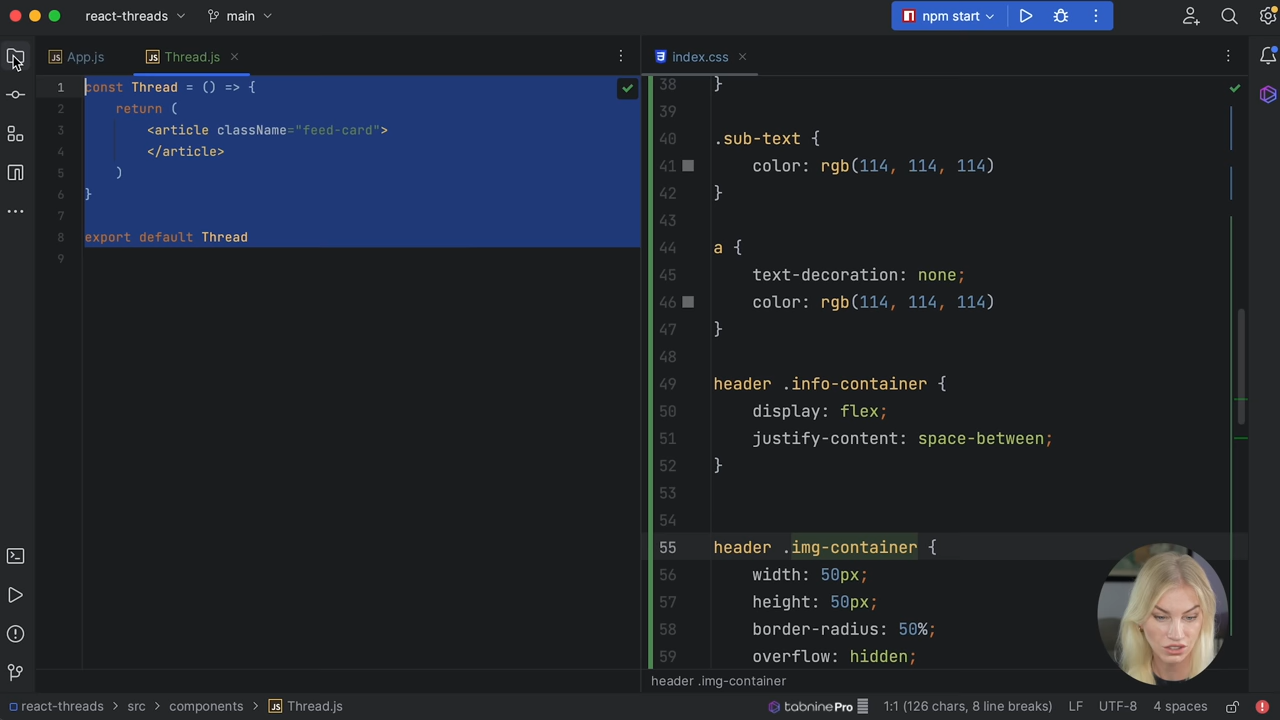 react-threads
main
npm start
App.js
Thread.js
index.css
1 const Thread = () => {
2 return (
3 <article className="feed-card">
4 </article>
5 )
6 }
7
8 export default Thread
9
38 }
39
40 .sub-text {
41 color: rgb(114, 114, 114)
42 }
43
44 a {
45 text-decoration: none;
46 color: rgb(114, 114, 114)
47 }
48
49 header .info-container {
50 display: flex;
51 justify-content: space-between;
52 }
53
54
55 header .img-container {
56 width: 50px;
57 height: 50px;
58 border-radius: 50%;
59 overflow: hidden;
header .img-container
react-threads > src > components > JS Thread.js
tabnine Pro
1:1 (126 chars, 8 line breaks)
LF
UTF-8
4 spaces